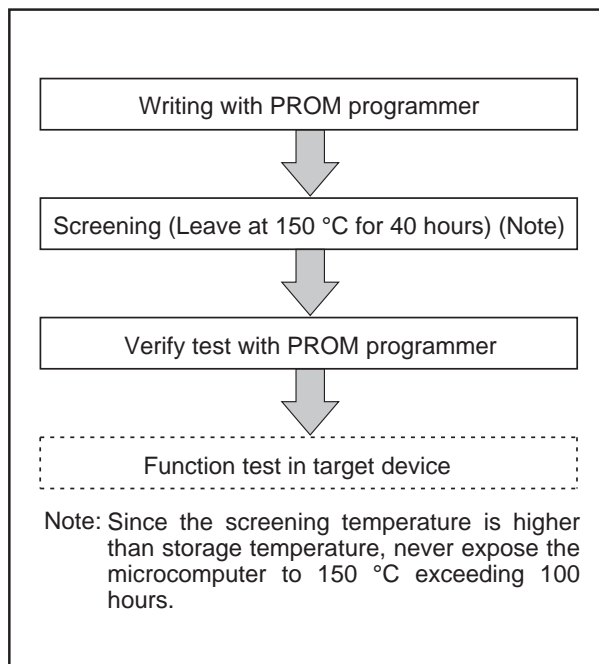 Writing with PROM programmer
Screening (Leave at 150 °C for 40 hours) (Note)
Verify test with PROM programmer
Function test in target device
Note: Since the screening temperature is higher
than storage temperature, never expose the
microcomputer to 150 °C exceeding 100
hours.